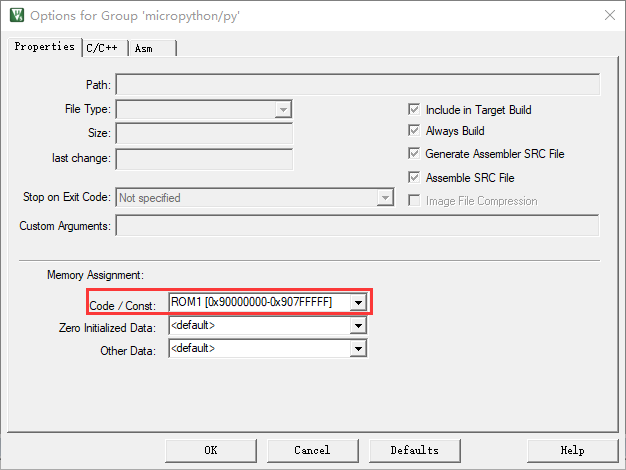 Options for Group 'micropython/py'
Properties C/C++ Asm
Path:
File Type:
Size:
last change:
Include in Target Build
Always Build
Generate Assembler SRC File
Assemble SRC File
Image File Compression
Stop on Exit Code: Not specified
Custom Arguments:
Memory Assignment:
Code / Const: ROM1 [0x90000000-0x907FFFFF]
Zero Initialized Data: <default>
Other Data: <default>
OK Cancel Defaults Help